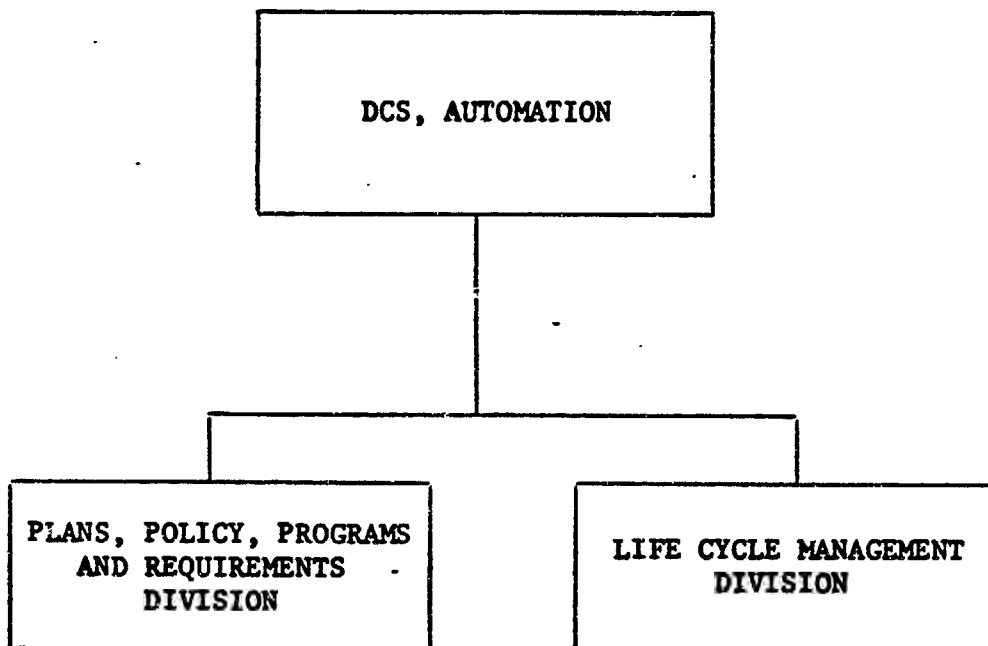 DCS, AUTOMATION
PLANS, POLICY, PROGRAMS
AND REQUIREMENTS
DIVISION
LIFE CYCLE MANAGEMENT
DIVISION